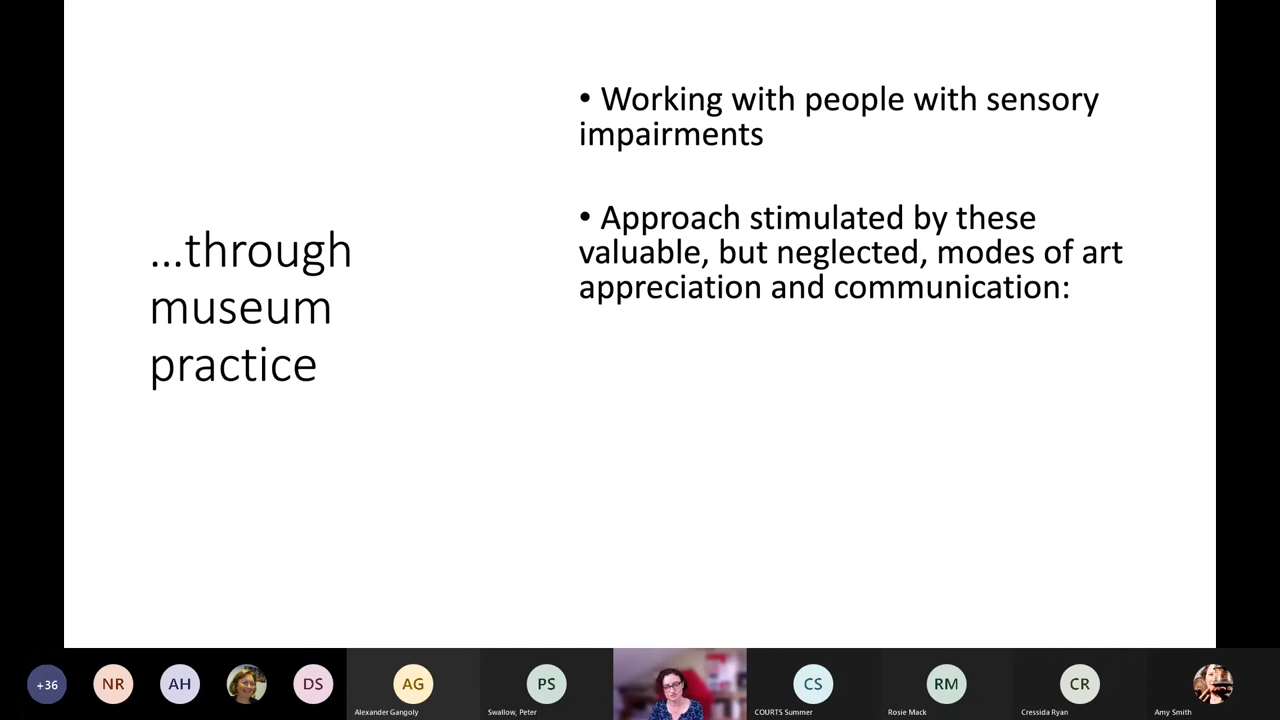 ...through
museum
practice
• Working with people with sensory
impairments
• Approach stimulated by these
valuable, but neglected, modes of art
appreciation and communication:
+36
NR
AH
DS
AG
Alexander Gangoly
PS
Swallow, Peter
CS
COURTS Summer
RM
Rosie Mack
CR
Cressida Ryan
Amy Smith